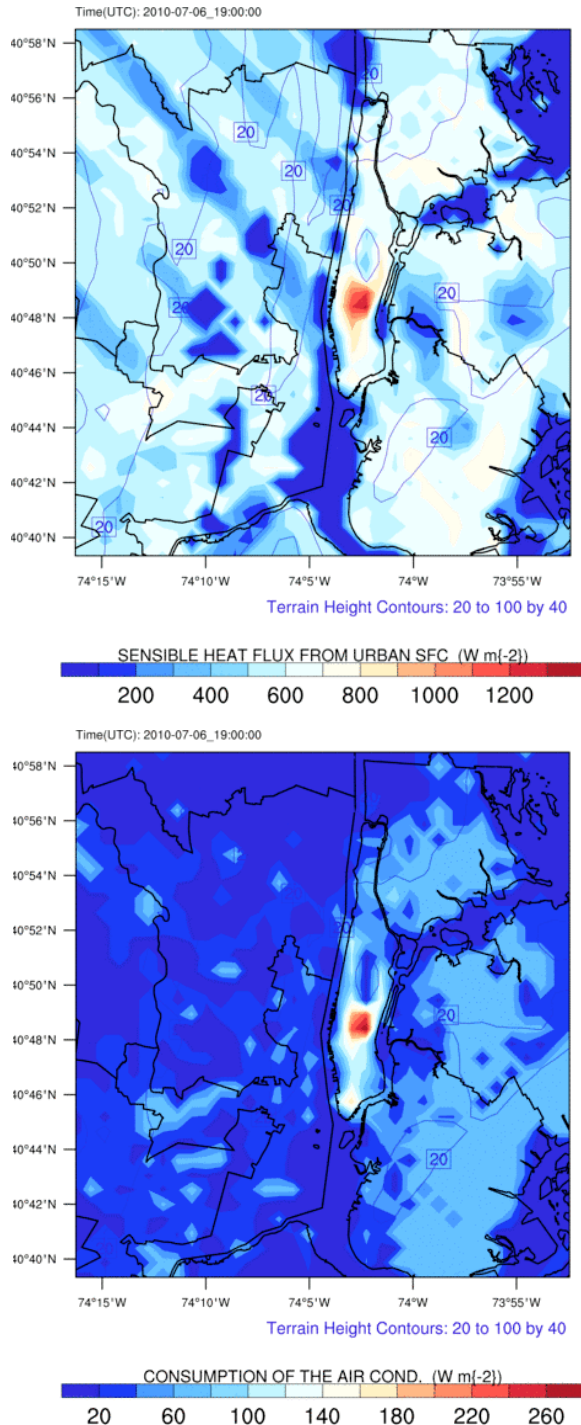 Time(UTC): 2010-07-06_19:00:00
40°58'N
20
40°56'N
20
40°54'N
20
40°52'N
20
40°50'N
20
20
40°48'N
20
40°46'N
20
40°44'N
20
40°42'N
40°40'N
20
74°15'W 74°10'W 74°5'W 74°W 73°55'W
Terrain Height Contours: 20 to 100 by 40
SENSIBLE HEAT FLUX FROM URBAN SFC (W m{-2})
200 400 600 800 1000 1200
Time(UTC): 2010-07-06_19:00:00
40°58'N
40°56'N
40°54'N
40°52'N
20
40°50'N
20
40°48'N
40°46'N
40°44'N
20
40°42'N
40°40'N
74°15'W 74°10'W 74°5'W 74°W 73°55'W
Terrain Height Contours: 20 to 100 by 40
CONSUMPTION OF THE AIR COND. (W m{-2})
20 60 100 140 180 220 260